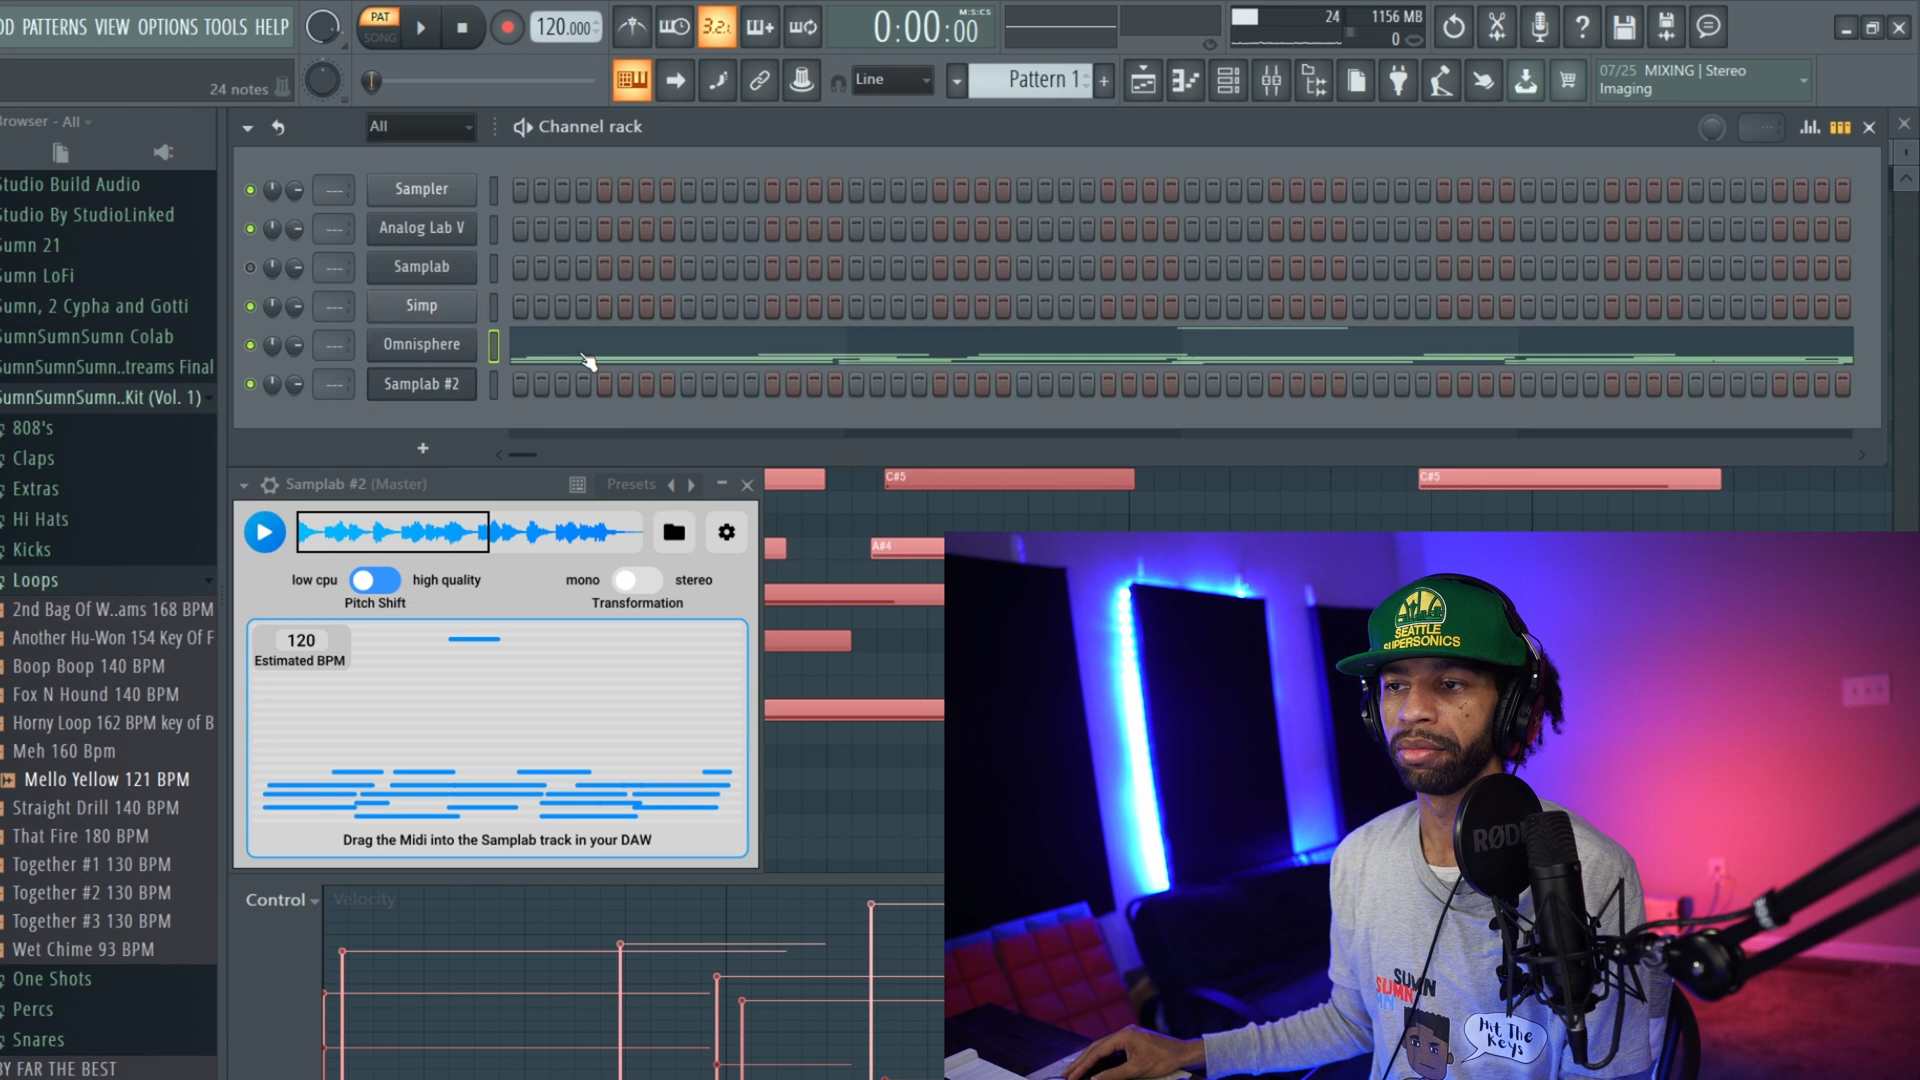 PATTERNS VIEW OPTIONS TOOLS HELP
PAT
SONG
120.000
3.2.
0:00:00
M:S:CS
24
1156 MB
0
24 notes
Line
Pattern 1
07/25 MIXING | Stereo
Imaging
Browser - All
All
Channel rack
Studio Build Audio
Studio By StudioLinked
Sumn 21
Sumn LoFi
Sumn, 2 Cypha and Gotti
SumnSumnSumn Colab
SumnSumnSumn..treams Final
SumnSumnSumn..Kit (Vol. 1)
808's
Claps
Extras
Hi Hats
Kicks
Loops
2nd Bag Of W..ams 168 BPM
Another Hu-Won 154 Key Of F
Boop Boop 140 BPM
Fox N Hound 140 BPM
Horny Loop 162 BPM key of B
Meh 160 Bpm
Mello Yellow 121 BPM
Straight Drill 140 BPM
That Fire 180 BPM
Together #1 130 BPM
Together #2 130 BPM
Together #3 130 BPM
Wet Chime 93 BPM
One Shots
Percs
Snares
BY FAR THE BEST
Sampler
Analog Lab V
Samplab
Simp
Omnisphere
Samplab #2
Samplab #2 (Master)
Presets
low cpu
high quality
Pitch Shift
mono
stereo
Transformation
120
Estimated BPM
Drag the Midi into the Samplab track in your DAW
C#5
C#5
A#4
Control
Velocity
SEATTLE
SUPERSONICS
RØDE
SUMN
SUMN
Hit The
Keys